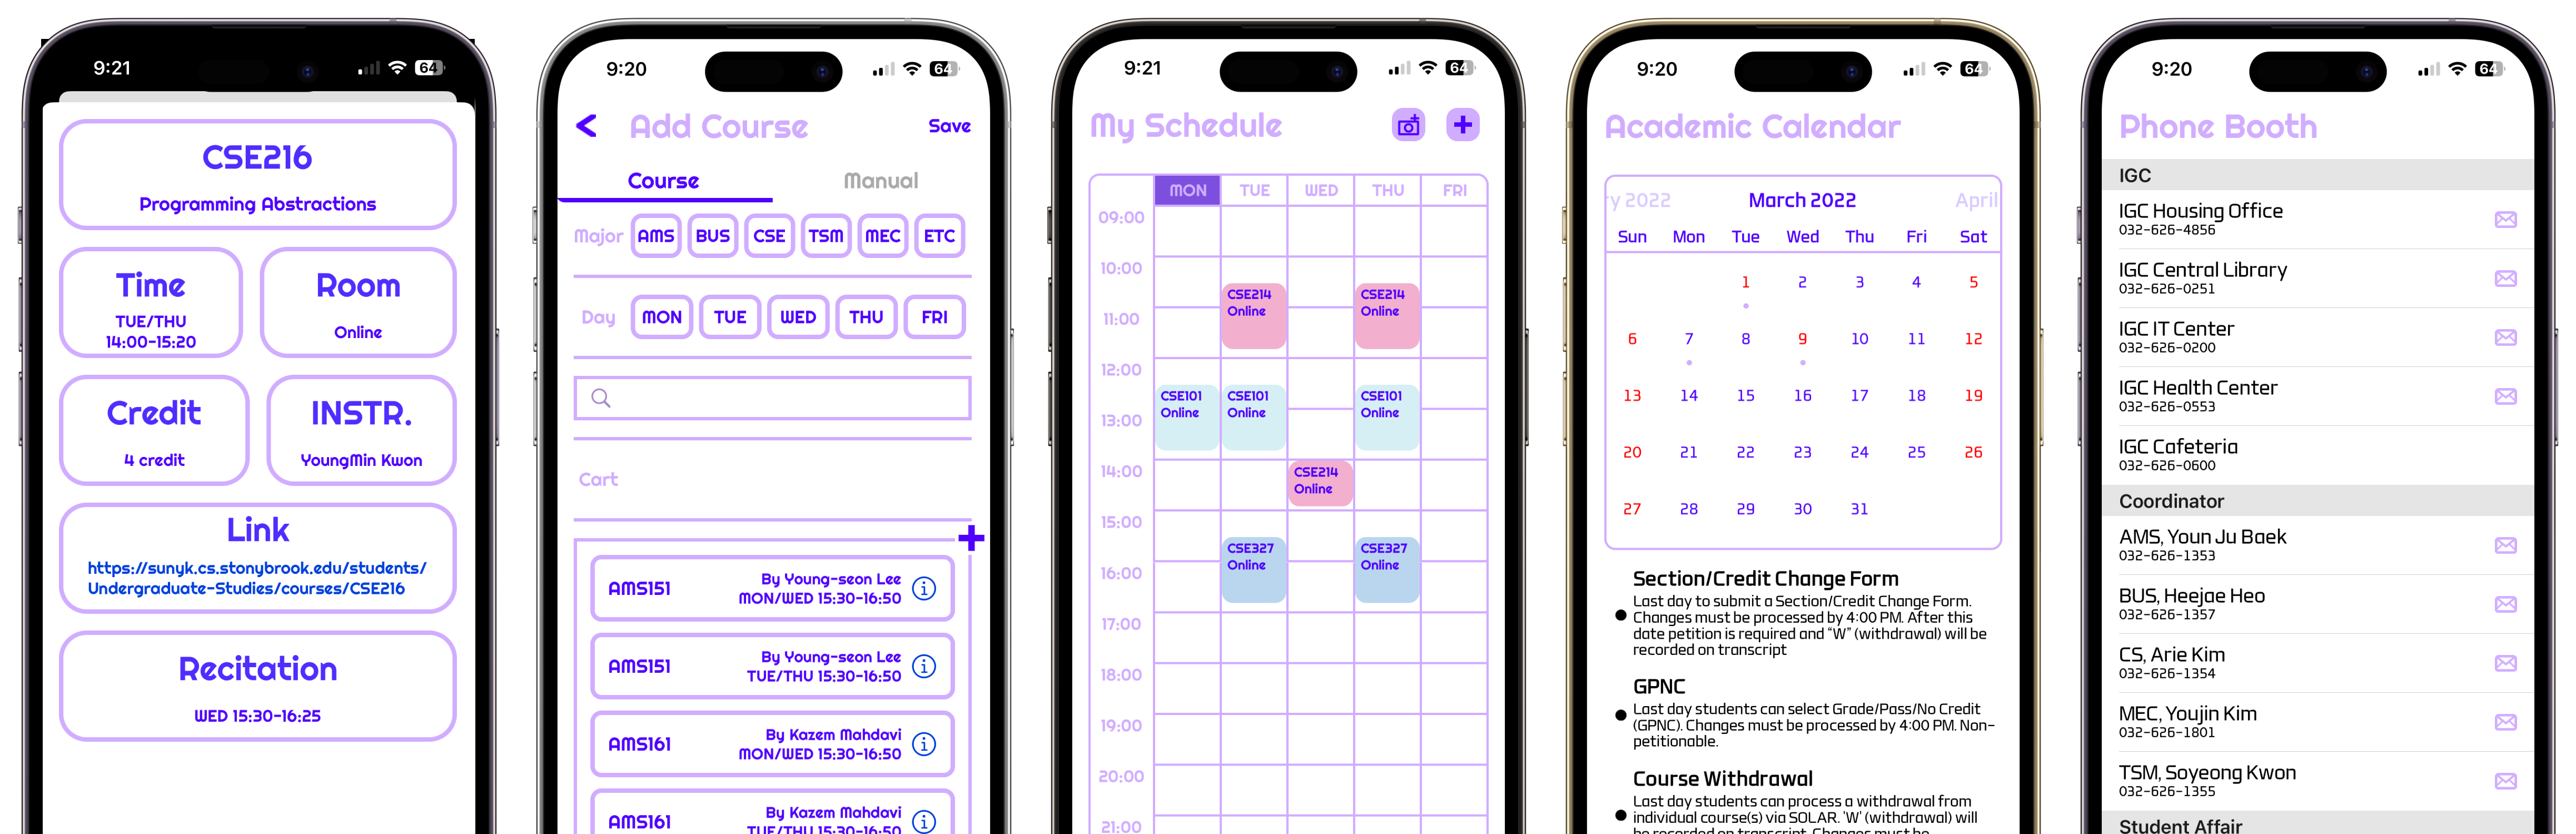 9:21
64
CSE216
Programming Abstractions
Time
TUE/THU
14:00-15:20
Room
Online
Credit
4 credit
INSTR.
YoungMin Kwon
Link
https://sunyk.cs.stonybrook.edu/students/
Undergraduate-Studies/courses/CSE216
Recitation
WED 15:30-16:25
9:20
64
< Add Course Save
Course Manual
Major AMS BUS CSE TSM MEC ETC
Day MON TUE WED THU FRI
Cart
+
AMS151
By Young-seon Lee
MON/WED 15:30-16:50
AMS151
By Young-seon Lee
TUE/THU 15:30-16:50
AMS161
By Kazem Mahdavi
MON/WED 15:30-16:50
AMS161
By Kazem Mahdavi
TUE/THU 15:30-16:50
9:21
64
My Schedule
MON TUE WED THU FRI
09:00
10:00
CSE214
Online
CSE214
Online
11:00
12:00
CSE101
Online
CSE101
Online
CSE101
Online
13:00
14:00
CSE214
Online
15:00
CSE327
Online
CSE327
Online
16:00
17:00
18:00
19:00
20:00
21:00
9:20
64
Academic Calendar
ry 2022 March 2022 April
Sun Mon Tue Wed Thu Fri Sat
1 2 3 4 5
6 7 8 9 10 11 12
13 14 15 16 17 18 19
20 21 22 23 24 25 26
27 28 29 30 31
Section/Credit Change Form
Last day to submit a Section/Credit Change Form.
Changes must be processed by 4:00 PM. After this
date petition is required and “W” (withdrawal) will be
recorded on transcript
GPNC
Last day students can select Grade/Pass/No Credit
(GPNC). Changes must be processed by 4:00 PM. Non-
petitionable.
Course Withdrawal
Last day students can process a withdrawal from
individual course(s) via SOLAR. 'W' (withdrawal) will
be recorded on transcript. Changes must be
9:20
64
Phone Booth
IGC
IGC Housing Office
032-626-4856
IGC Central Library
032-626-0251
IGC IT Center
032-626-0200
IGC Health Center
032-626-0553
IGC Cafeteria
032-626-0600
Coordinator
AMS, Youn Ju Baek
032-626-1353
BUS, Heejae Heo
032-626-1357
CS, Arie Kim
032-626-1354
MEC, Youjin Kim
032-626-1801
TSM, Soyeong Kwon
032-626-1355
Student Affair